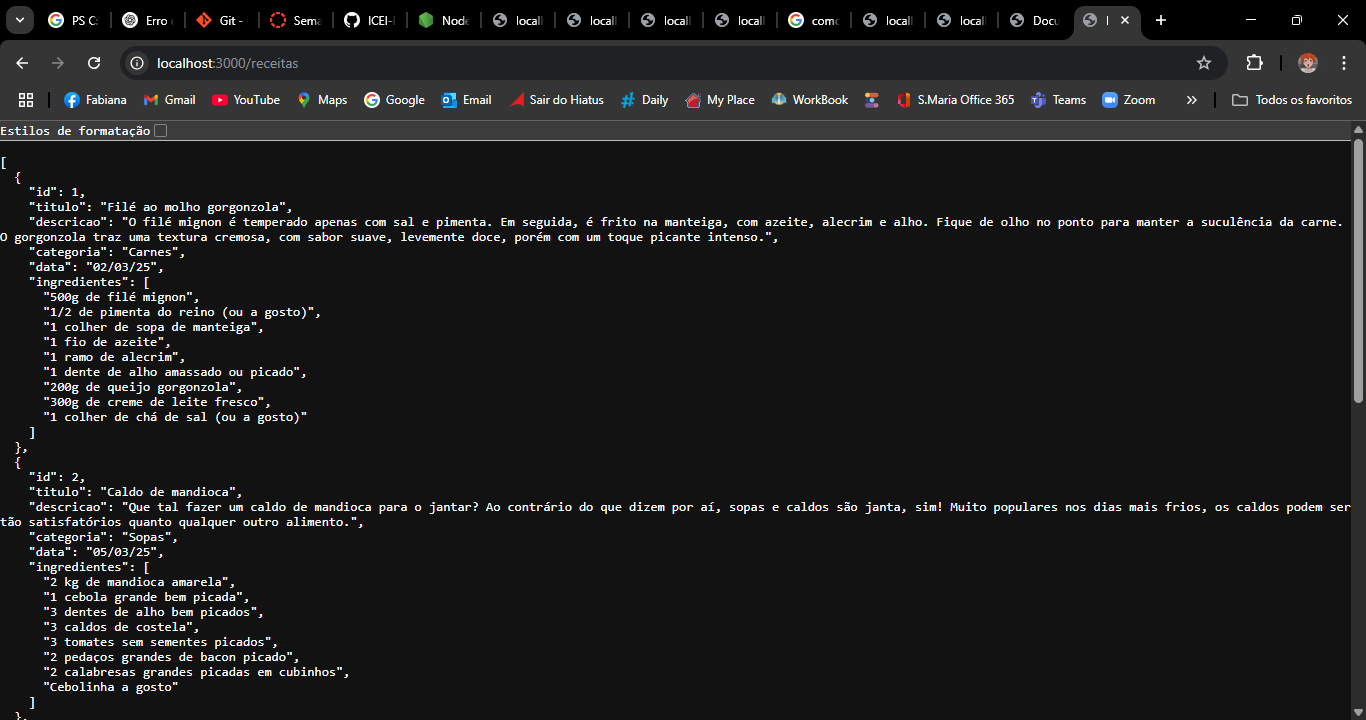 PS C
Erro
Git -
Sema
ICEI-
Node
local
local
local
local
como
local
local
Docu
localhost:3000/receitas
Fabiana
Gmail
YouTube
Maps
Google
Email
Sair do Hiatus
Daily
My Place
WorkBook
S.Maria Office 365
Teams
Zoom
»
Todos os favoritos
Estilos de formatação
[
{
"id": 1,
"titulo": "Filé ao molho gorgonzola",
"descricao": "O filé mignon é temperado apenas com sal e pimenta. Em seguida, é frito na manteiga, com azeite, alecrim e alho. Fique de olho no ponto para manter a suculência da carne.
O gorgonzola traz uma textura cremosa, com sabor suave, levemente doce, porém com um toque picante intenso.",
"categoria": "Carnes",
"data": "02/03/25",
"ingredientes": [
"500g de filé mignon",
"1/2 de pimenta do reino (ou a gosto)",
"1 colher de sopa de manteiga",
"1 fio de azeite",
"1 ramo de alecrim",
"1 dente de alho amassado ou picado",
"200g de queijo gorgonzola",
"300g de creme de leite fresco",
"1 colher de chá de sal (ou a gosto)"
]
},
{
"id": 2,
"titulo": "Caldo de mandioca",
"descricao": "Que tal fazer um caldo de mandioca para o jantar? Ao contrário do que dizem por aí, sopas e caldos são janta, sim! Muito populares nos dias mais frios, os caldos podem ser
tão satisfatórios quanto qualquer outro alimento.",
"categoria": "Sopas",
"data": "05/03/25",
"ingredientes": [
"2 kg de mandioca amarela",
"1 cebola grande bem picada",
"3 dentes de alho bem picados",
"3 caldos de costela",
"3 tomates sem sementes picados",
"2 pedaços grandes de bacon picado",
"2 calabresas grandes picadas em cubinhos",
"Cebolinha a gosto"
]
},